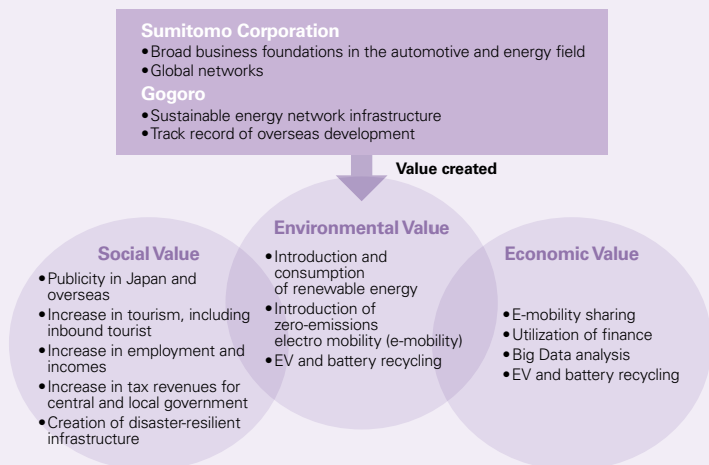 Sumitomo Corporation
•Broad business foundations in the automotive and energy field
•Global networks
Gogoro
•Sustainable energy network infrastructure
•Track record of overseas development
Value created
Social Value
•Publicity in Japan and
overseas
•Increase in tourism, including
inbound tourist
•Increase in employment and
incomes
•Increase in tax revenues for
central and local government
•Creation of disaster-resilient
infrastructure
Environmental Value
•Introduction and
consumption
of renewable energy
•Introduction of
zero-emissions
electro mobility (e-mobility)
•EV and battery recycling
Economic Value
•E-mobility sharing
•Utilization of finance
•Big Data analysis
•EV and battery recycling